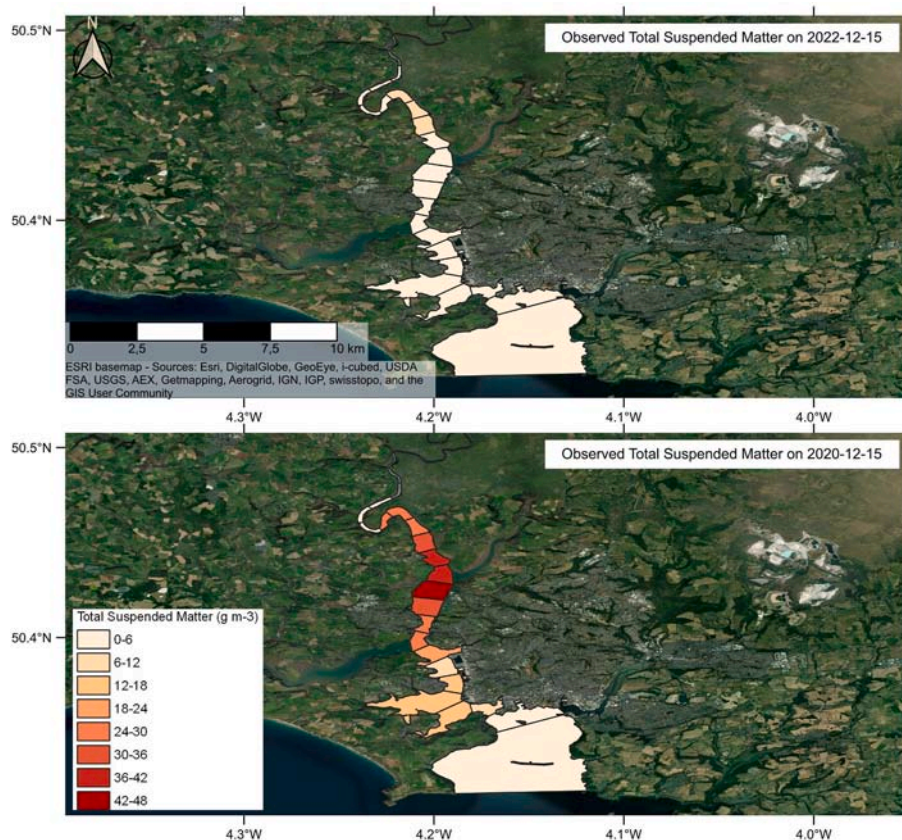 50.5°N
N
Observed Total Suspended Matter on 2022-12-15
50.4°N
0 2,5 5 7,5 10 km
ESRI basemap - Sources: Esri, DigitalGlobe, GeoEye, i-cubed, USDA
FSA, USGS, AEX, Getmapping, Aerogrid, IGN, IGP, swisstopo, and the
GIS User Community
4.3°W 4.2°W 4.1°W 4.0°W
50.5°N
Observed Total Suspended Matter on 2020-12-15
50.4°N
Total Suspended Matter (g m-3)
0-6
6-12
12-18
18-24
24-30
30-36
36-42
42-48
4.3°W 4.2°W 4.1°W 4.0°W